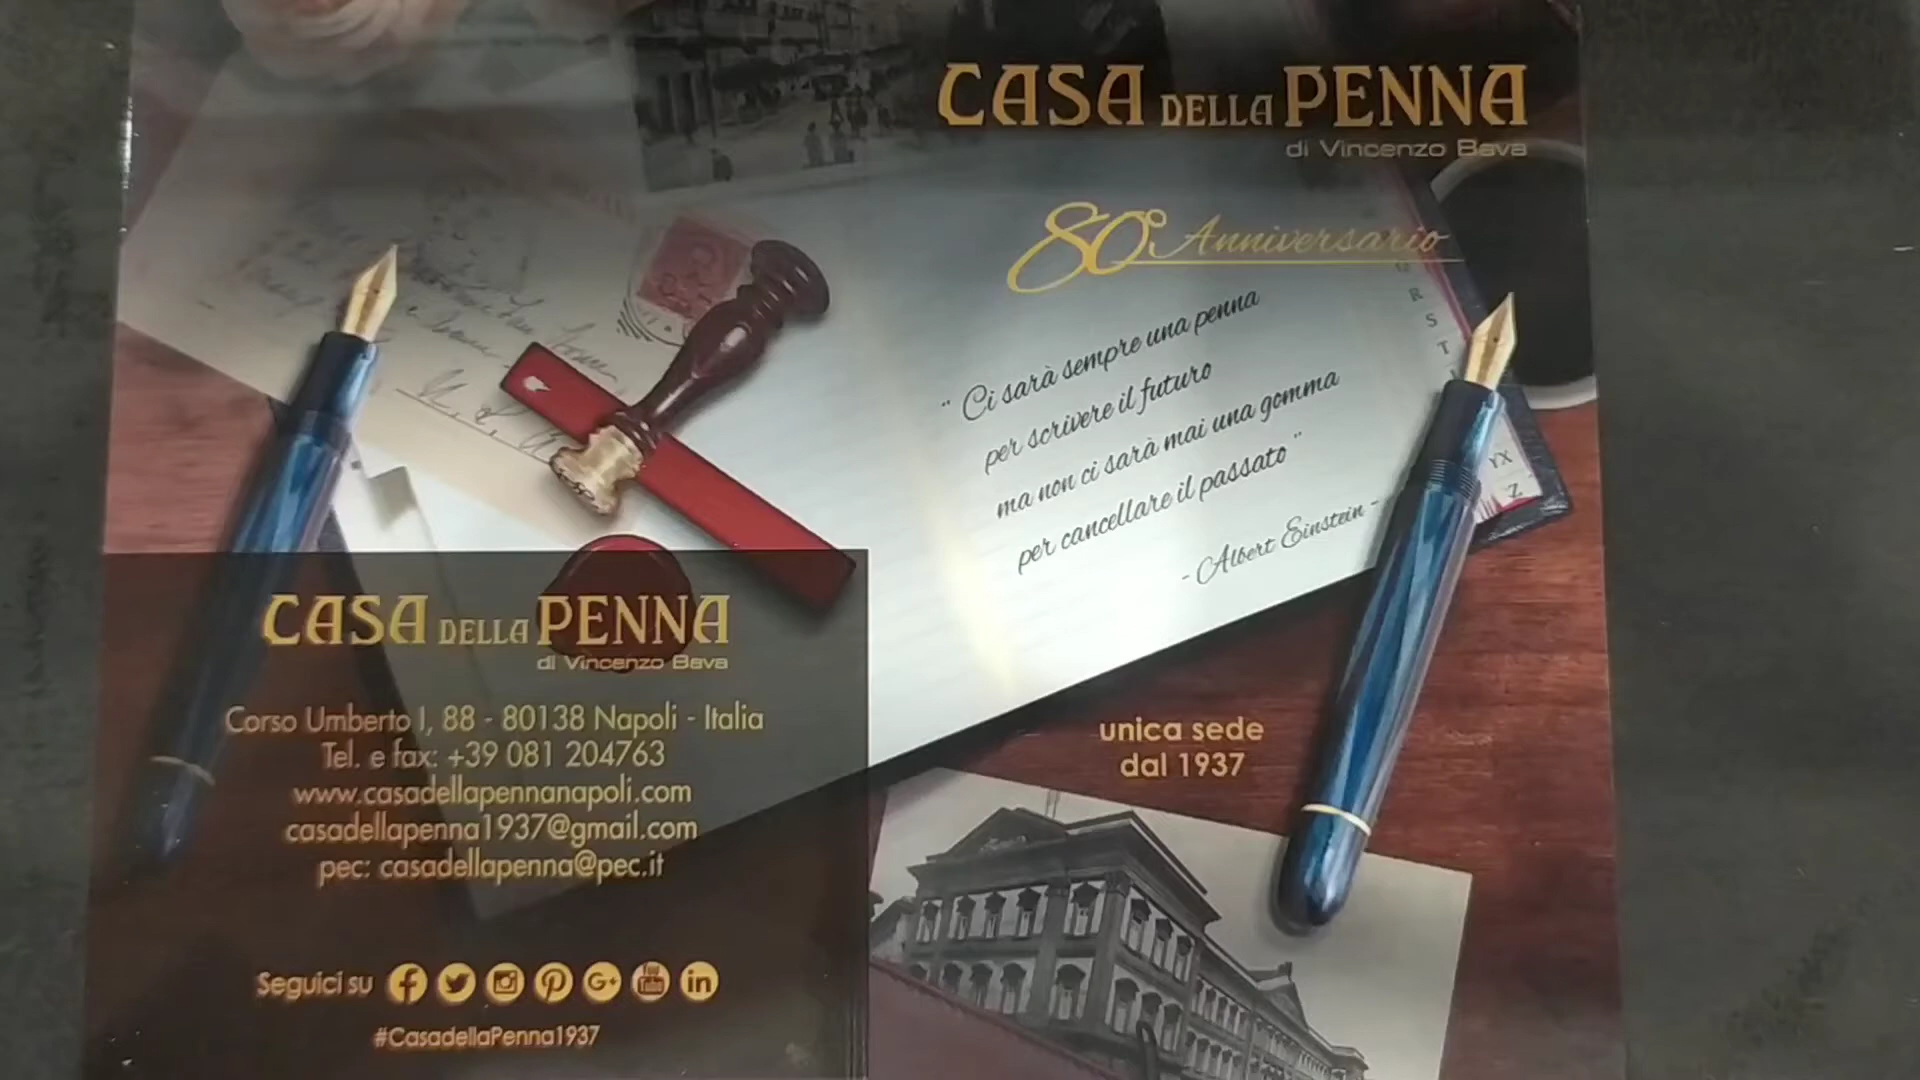 CASA DELLA PENNA
di Vincenzo Bava
80° Anniversario
“ Ci sarà sempre una penna
per scrivere il futuro
ma non ci sarà mai una gomma
per cancellare il passato ”
- Albert Einstein -
R
S
T
YX
Z
unica sede
dal 1937
CASA DELLA PENNA
di Vincenzo Bava
Corso Umberto I, 88 - 80138 Napoli - Italia
Tel. e fax: +39 081 204763
www.casadellapennanapoli.com
casadellapenna1937@gmail.com
pec: casadellapenna@pec.it
Seguici su
#CasadellaPenna1937